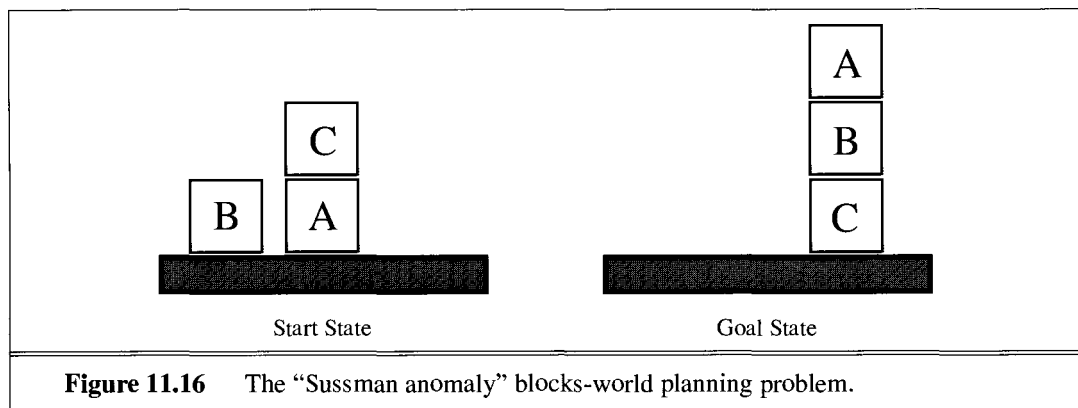 A
C
B
B
A
C
Start State
Goal State
Figure 11.16 The “Sussman anomaly” blocks-world planning problem.